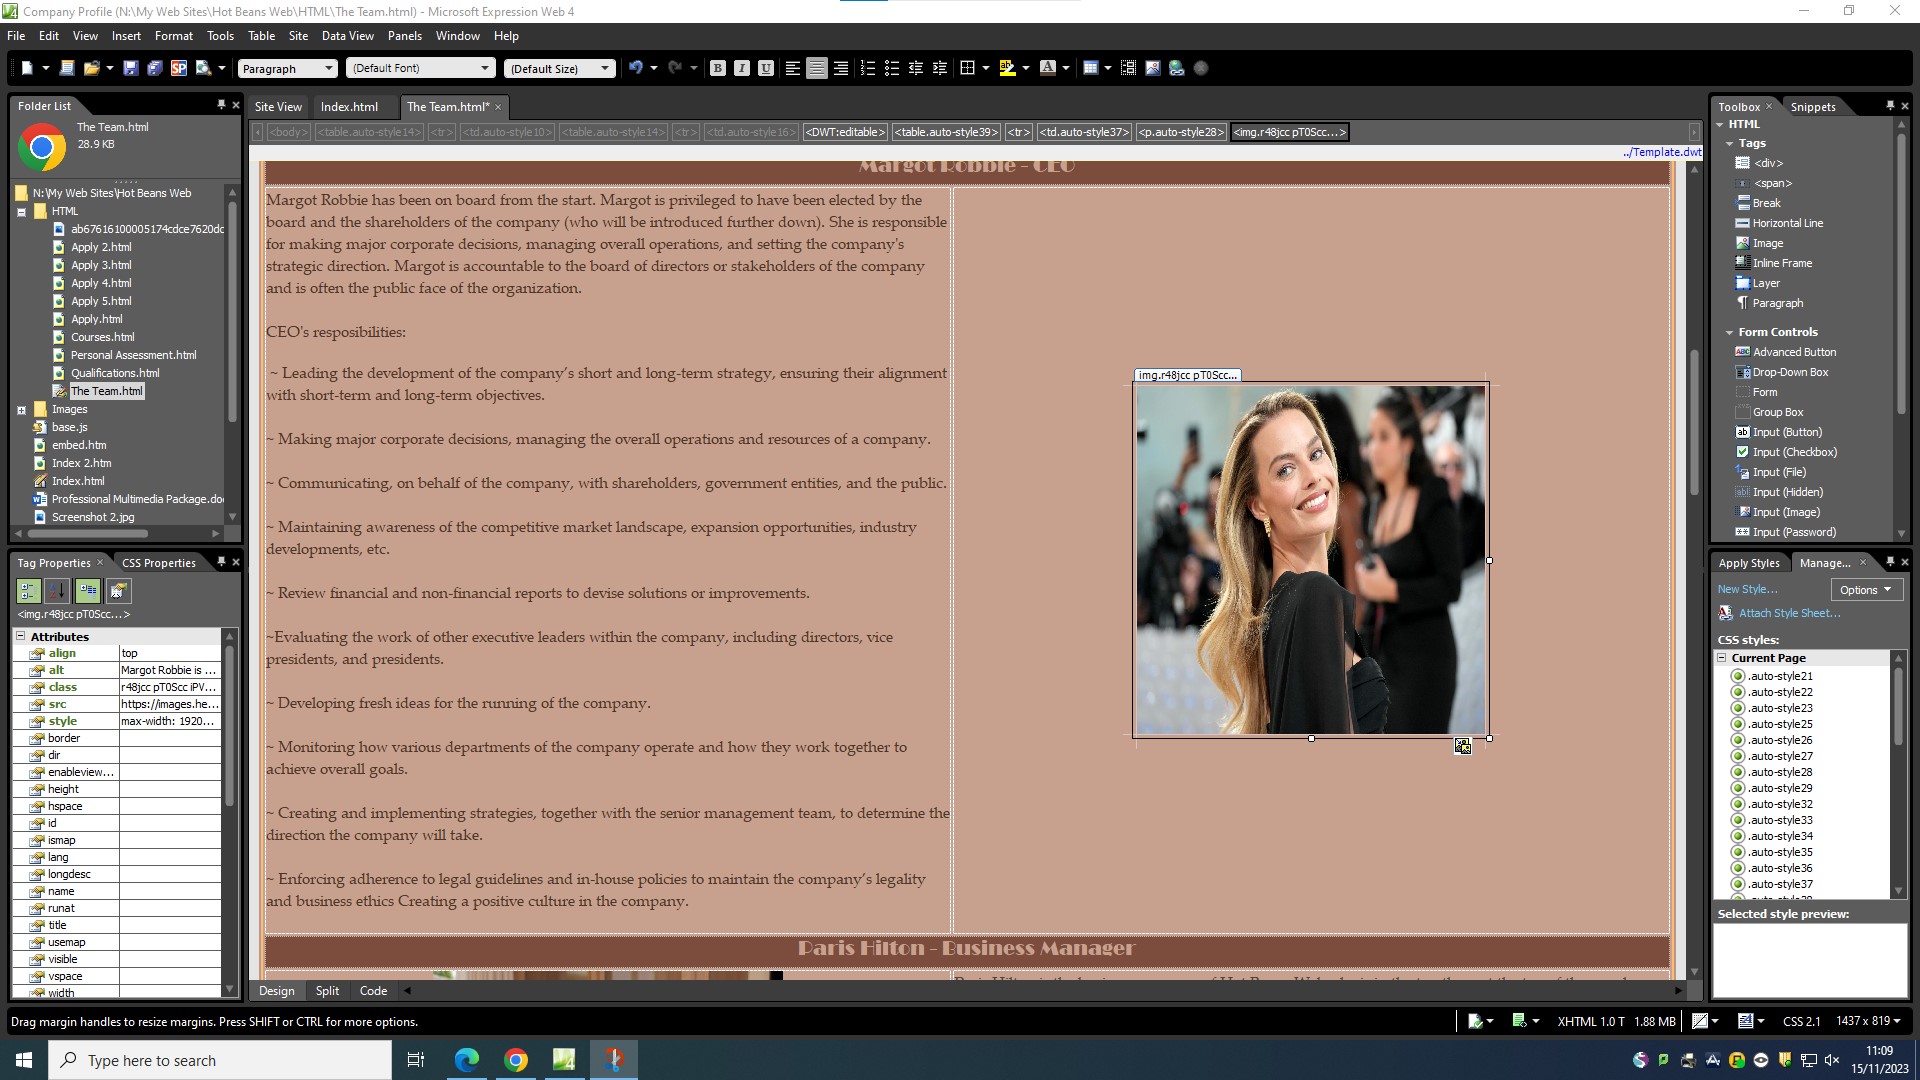 Company Profile (N:\My Web Sites\Hot Beans Web\HTML\The Team.html) - Microsoft Expression Web 4
File Edit View Insert Format Tools Table Site Data View Panels Window Help
Paragraph (Default Font) (Default Size)
Folder List
The Team.html
28.9 KB
N:\My Web Sites\Hot Beans Web
HTML
ab67616100005174cdce7620dc
Apply 2.html
Apply 3.html
Apply 4.html
Apply 5.html
Apply.html
Courses.html
Personal Assessment.html
Qualifications.html
The Team.html
Images
base.js
embed.htm
Index 2.htm
Index.html
Professional Multimedia Package.doc
Screenshot 2.jpg
Tag Properties CSS Properties
<img.r48jcc pT0Scc...>
Attributes
align top
alt Margot Robbie is ...
class r48jcc pT0Scc iPV...
src https://images.he...
style max-width: 1920...
border
dir
enableview...
height
hspace
id
ismap
lang
longdesc
name
runat
title
usemap
visible
vspace
width
Site View Index.html The Team.html*
<body> <table.auto-style14> <tr> <td.auto-style10> <table.auto-style14> <tr> <td.auto-style16> <DWT:editable> <table.auto-style39> <tr> <td.auto-style37> <p.auto-style28> <img.r48jcc pT0Scc...>
../Template.dwt
Margot Robbie - CEO
Margot Robbie has been on board from the start. Margot is privileged to have been elected by the
board and the shareholders of the company (who will be introduced further down). She is responsible
for making major corporate decisions, managing overall operations, and setting the company's
strategic direction. Margot is accountable to the board of directors or stakeholders of the company
and is often the public face of the organization.
CEO's resposibilities:
~ Leading the development of the company’s short and long-term strategy, ensuring their alignment
with short-term and long-term objectives.
~ Making major corporate decisions, managing the overall operations and resources of a company.
~ Communicating, on behalf of the company, with shareholders, government entities, and the public.
~ Maintaining awareness of the competitive market landscape, expansion opportunities, industry
developments, etc.
~ Review financial and non-financial reports to devise solutions or improvements.
~Evaluating the work of other executive leaders within the company, including directors, vice
presidents, and presidents.
~ Developing fresh ideas for the running of the company.
~ Monitoring how various departments of the company operate and how they work together to
achieve overall goals.
~ Creating and implementing strategies, together with the senior management team, to determine the
direction the company will take.
~ Enforcing adherence to legal guidelines and in-house policies to maintain the company’s legality
and business ethics Creating a positive culture in the company.
img.r48jcc pT0Scc...
Paris Hilton - Business Manager
Design Split Code
Toolbox Snippets
HTML
Tags
<div>
<span>
Break
Horizontal Line
Image
Inline Frame
Layer
Paragraph
Form Controls
Advanced Button
Drop-Down Box
Form
Group Box
Input (Button)
Input (Checkbox)
Input (File)
Input (Hidden)
Input (Image)
Input (Password)
Apply Styles Manage...
New Style... Options
Attach Style Sheet...
CSS styles:
Current Page
.auto-style21
.auto-style22
.auto-style23
.auto-style25
.auto-style26
.auto-style27
.auto-style28
.auto-style29
.auto-style32
.auto-style33
.auto-style34
.auto-style35
.auto-style36
.auto-style37
Selected style preview:
Drag margin handles to resize margins. Press SHIFT or CTRL for more options.
XHTML 1.0 T 1.88 MB CSS 2.1 1437 x 819
Type here to search
11:09
15/11/2023